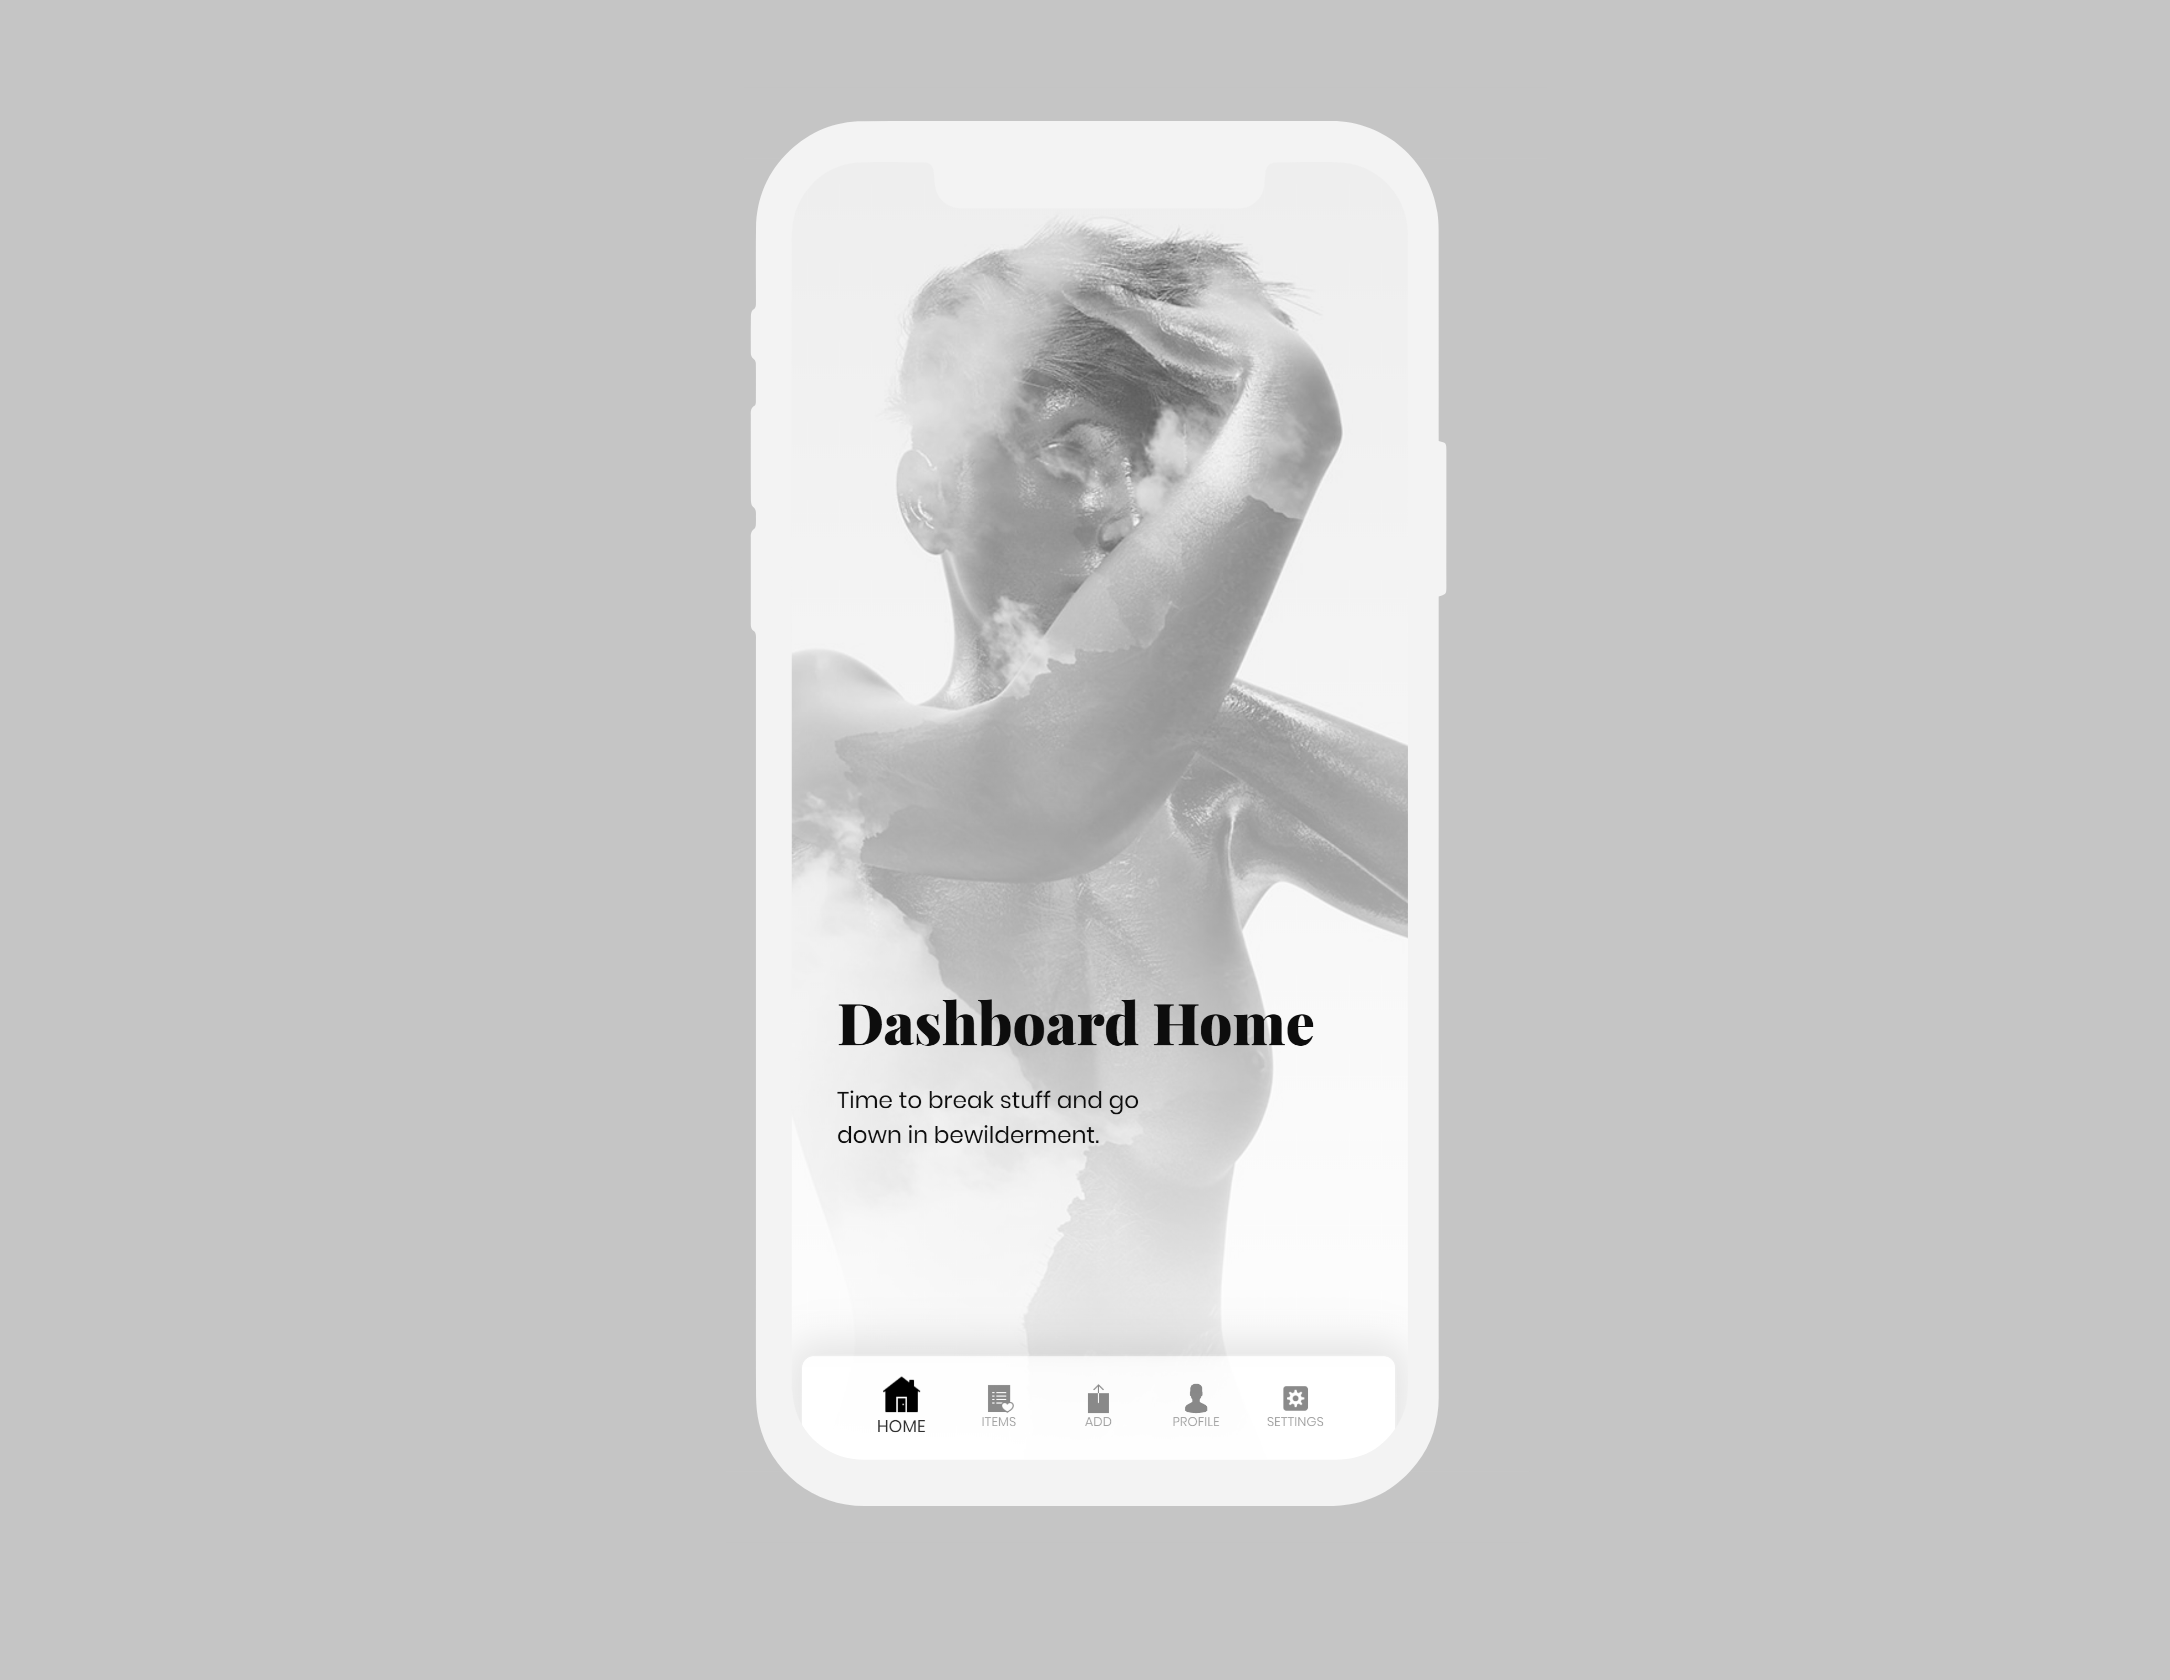 Dashboard Home
Time to break stuff and go
down in bewilderment.
HOME
ITEMS
ADD
PROFILE
SETTINGS